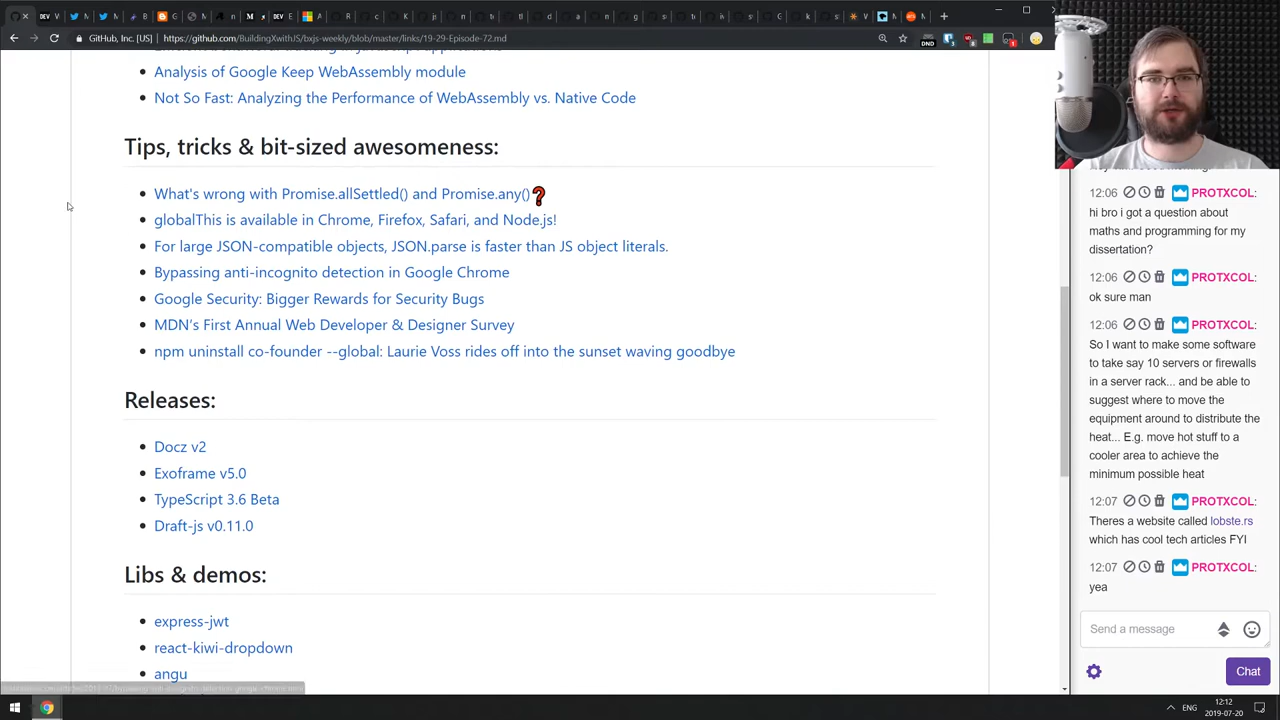 GitHub, Inc. [US] | https://github.com/BuildingXwithJS/bxjs-weekly/blob/master/links/19-29-Episode-72.md
Analysis of Google Keep WebAssembly module
Not So Fast: Analyzing the Performance of WebAssembly vs. Native Code
Tips, tricks & bit-sized awesomeness:
What's wrong with Promise.allSettled() and Promise.any()❓
globalThis is available in Chrome, Firefox, Safari, and Node.js!
For large JSON-compatible objects, JSON.parse is faster than JS object literals.
Bypassing anti-incognito detection in Google Chrome
Google Security: Bigger Rewards for Security Bugs
MDN's First Annual Web Developer & Designer Survey
npm uninstall co-founder --global: Laurie Voss rides off into the sunset waving goodbye
Releases:
Docz v2
Exoframe v5.0
TypeScript 3.6 Beta
Draft-js v0.11.0
Libs & demos:
express-jwt
react-kiwi-dropdown
angu
12:06 PROTXCOL:
hi bro i got a question about
maths and programming for my
dissertation?
12:06 PROTXCOL:
ok sure man
12:06 PROTXCOL:
So I want to make some software
to take say 10 servers or firewalls
in a server rack... and be able to
suggest where to move the
equipment around to distribute the
heat... E.g. move hot stuff to a
cooler area to achieve the
minimum possible heat
12:07 PROTXCOL:
Theres a website called lobste.rs
which has cool tech articles FYI
12:07 PROTXCOL:
yea
Send a message
Chat
ENG
12:12
2019-07-20